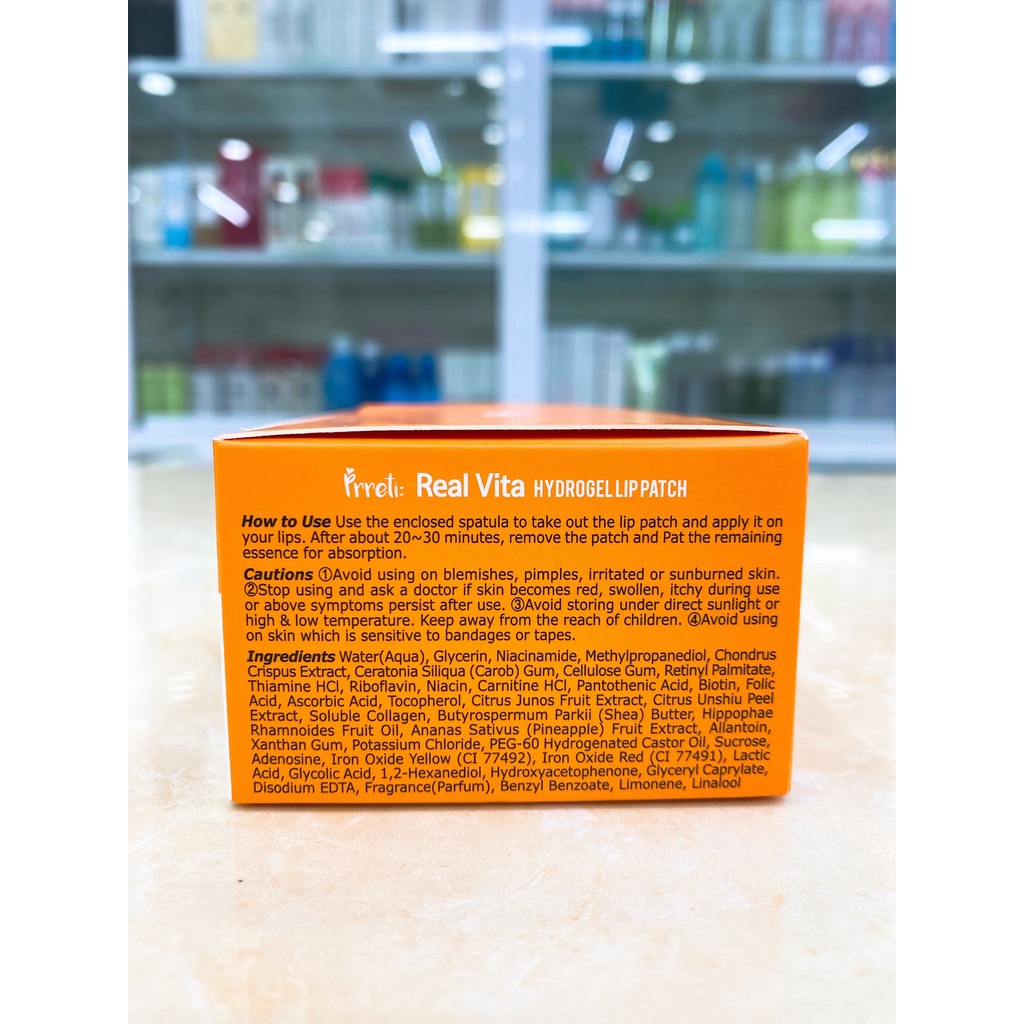 Prreti: Real Vita HYDROGEL LIP PATCH
How to Use Use the enclosed spatula to take out the lip patch and apply it on
your lips. After about 20~30 minutes, remove the patch and Pat the remaining
essence for absorption.
Cautions ①Avoid using on blemishes, pimples, irritated or sunburned skin.
②Stop using and ask a doctor if skin becomes red, swollen, itchy during use
or above symptoms persist after use. ③Avoid storing under direct sunlight or
high & low temperature. Keep away from the reach of children. ④Avoid using
on skin which is sensitive to bandages or tapes.
Ingredients Water(Aqua), Glycerin, Niacinamide, Methylpropanediol, Chondrus
Crispus Extract, Ceratonia Siliqua (Carob) Gum, Cellulose Gum, Retinyl Palmitate,
Thiamine HCl, Riboflavin, Niacin, Carnitine HCl, Pantothenic Acid, Biotin, Folic
Acid, Ascorbic Acid, Tocopherol, Citrus Junos Fruit Extract, Citrus Unshiu Peel
Extract, Soluble Collagen, Butyrospermum Parkii (Shea) Butter, Hippophae
Rhamnoides Fruit Oil, Ananas Sativus (Pineapple) Fruit Extract, Allantoin,
Xanthan Gum, Potassium Chloride, PEG-60 Hydrogenated Castor Oil, Sucrose,
Adenosine, Iron Oxide Yellow (CI 77492), Iron Oxide Red (CI 77491), Lactic
Acid, Glycolic Acid, 1,2-Hexanediol, Hydroxyacetophenone, Glyceryl Caprylate,
Disodium EDTA, Fragrance(Parfum), Benzyl Benzoate, Limonene, Linalool